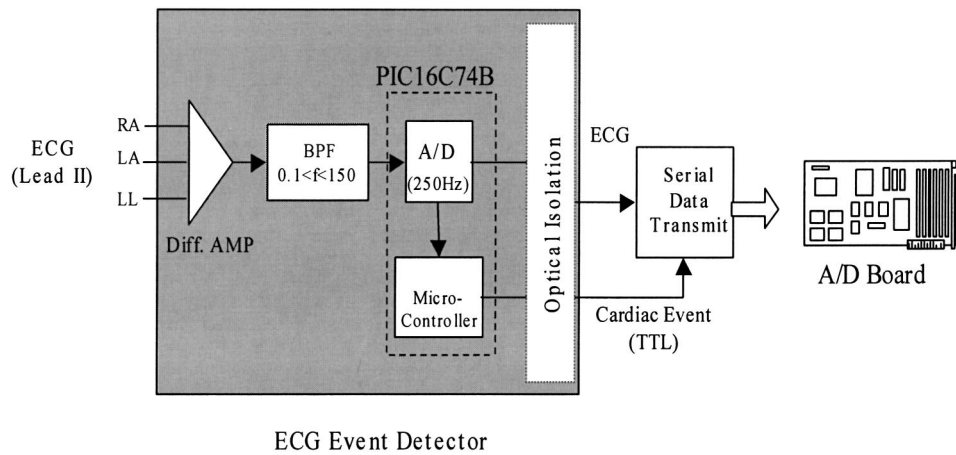 PIC16C74B
RA
LA
LL
ECG
(Lead II)
Diff. AMP
BPF
0.1<f<150
A/D
(250Hz)
Micro-
Controller
Optical Isolation
ECG
Serial
Data
Transmit
Cardiac Event
(TTL)
A/D Board
ECG Event Detector